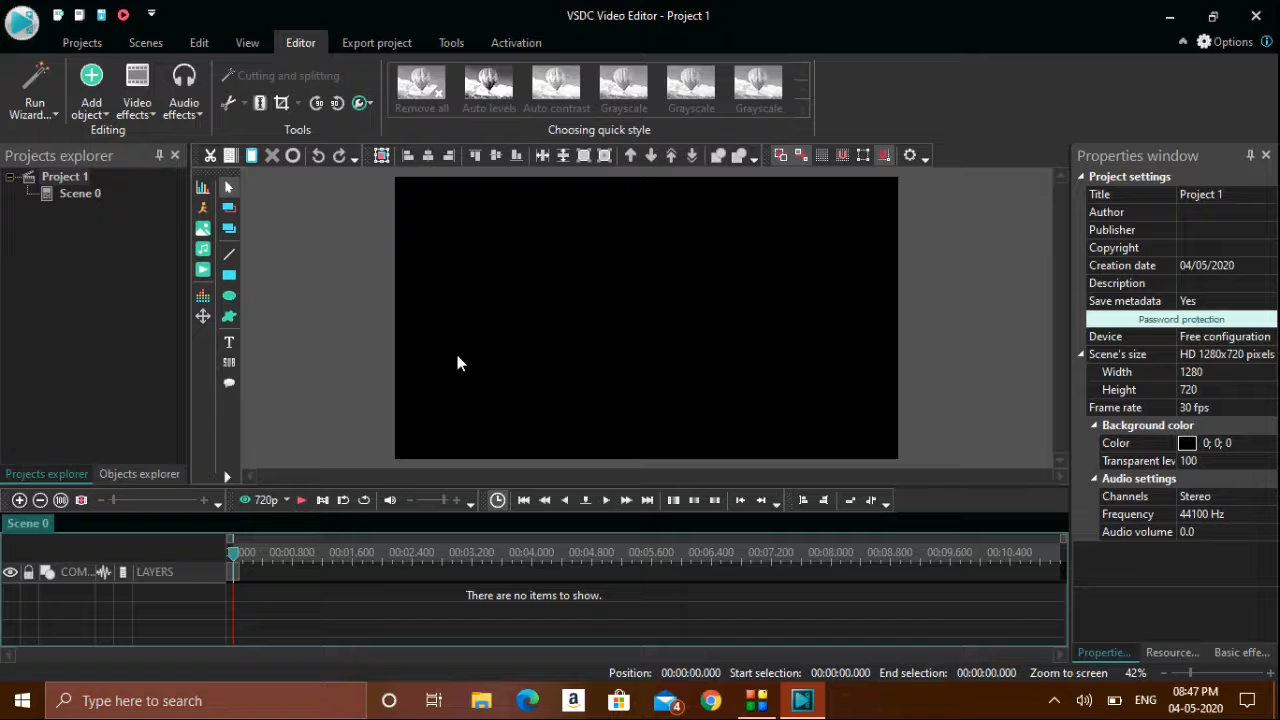 VSDC Video Editor - Project 1
Projects
Scenes
Edit
View
Editor
Export project
Tools
Activation
Options
Run Wizard...
Add object
Video effects
Audio effects
Editing
Cutting and splitting
Tools
Remove all
Auto levels
Auto contrast
Grayscale
Grayscale
Grayscale
Choosing quick style
Projects explorer
Project 1
Scene 0
Projects explorer
Objects explorer
T
SUB
Properties window
Project settings
Title Project 1
Author
Publisher
Copyright
Creation date 04/05/2020
Description
Save metadata Yes
Password protection
Device Free configuration
Scene's size HD 1280x720 pixels
Width 1280
Height 720
Frame rate 30 fps
Background color
Color 0; 0; 0
Transparent lev 100
Audio settings
Channels Stereo
Frequency 44100 Hz
Audio volume 0.0
Propertie...
Resource...
Basic effe...
720p
Scene 0
000 00:00.800 00:01.600 00:02.400 00:03.200 00:04.000 00:04.800 00:05.600 00:06.400 00:07.200 00:08.000 00:08.800 00:09.600 00:10.400
COM...
LAYERS
There are no items to show.
Position: 00:00:00.000 Start selection: 00:00:00.000 End selection: 00:00:00.000 Zoom to screen 42%
Type here to search
4
ENG
08:47 PM
04-05-2020